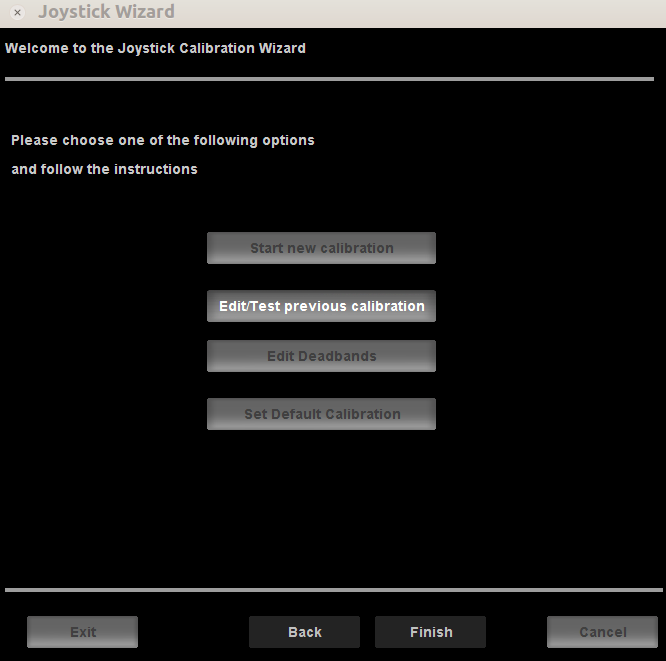 Joystick Wizard
Welcome to the Joystick Calibration Wizard
Please choose one of the following options
and follow the instructions
Start new calibration
Edit/Test previous calibration
Edit Deadbands
Set Default Calibration
Exit
Back
Finish
Cancel